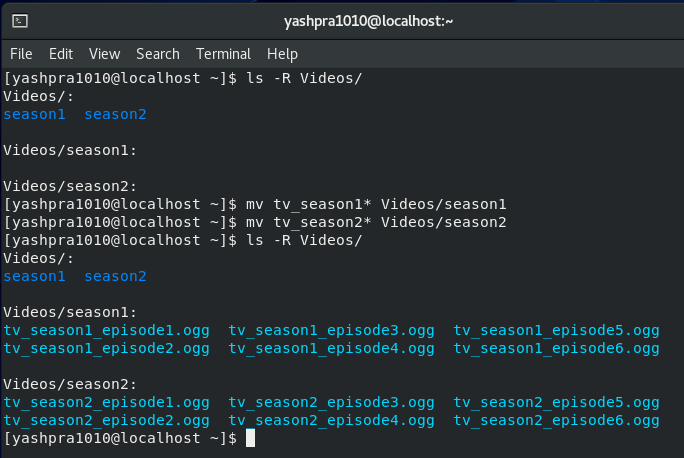 yashpra1010@localhost:~
File Edit View Search Terminal Help
[yashpra1010@localhost ~]$ ls -R Videos/
Videos/:
season1  season2

Videos/season1:

Videos/season2:
[yashpra1010@localhost ~]$ mv tv_season1* Videos/season1
[yashpra1010@localhost ~]$ mv tv_season2* Videos/season2
[yashpra1010@localhost ~]$ ls -R Videos/
Videos/:
season1  season2

Videos/season1:
tv_season1_episode1.ogg  tv_season1_episode3.ogg  tv_season1_episode5.ogg
tv_season1_episode2.ogg  tv_season1_episode4.ogg  tv_season1_episode6.ogg

Videos/season2:
tv_season2_episode1.ogg  tv_season2_episode3.ogg  tv_season2_episode5.ogg
tv_season2_episode2.ogg  tv_season2_episode4.ogg  tv_season2_episode6.ogg
[yashpra1010@localhost ~]$